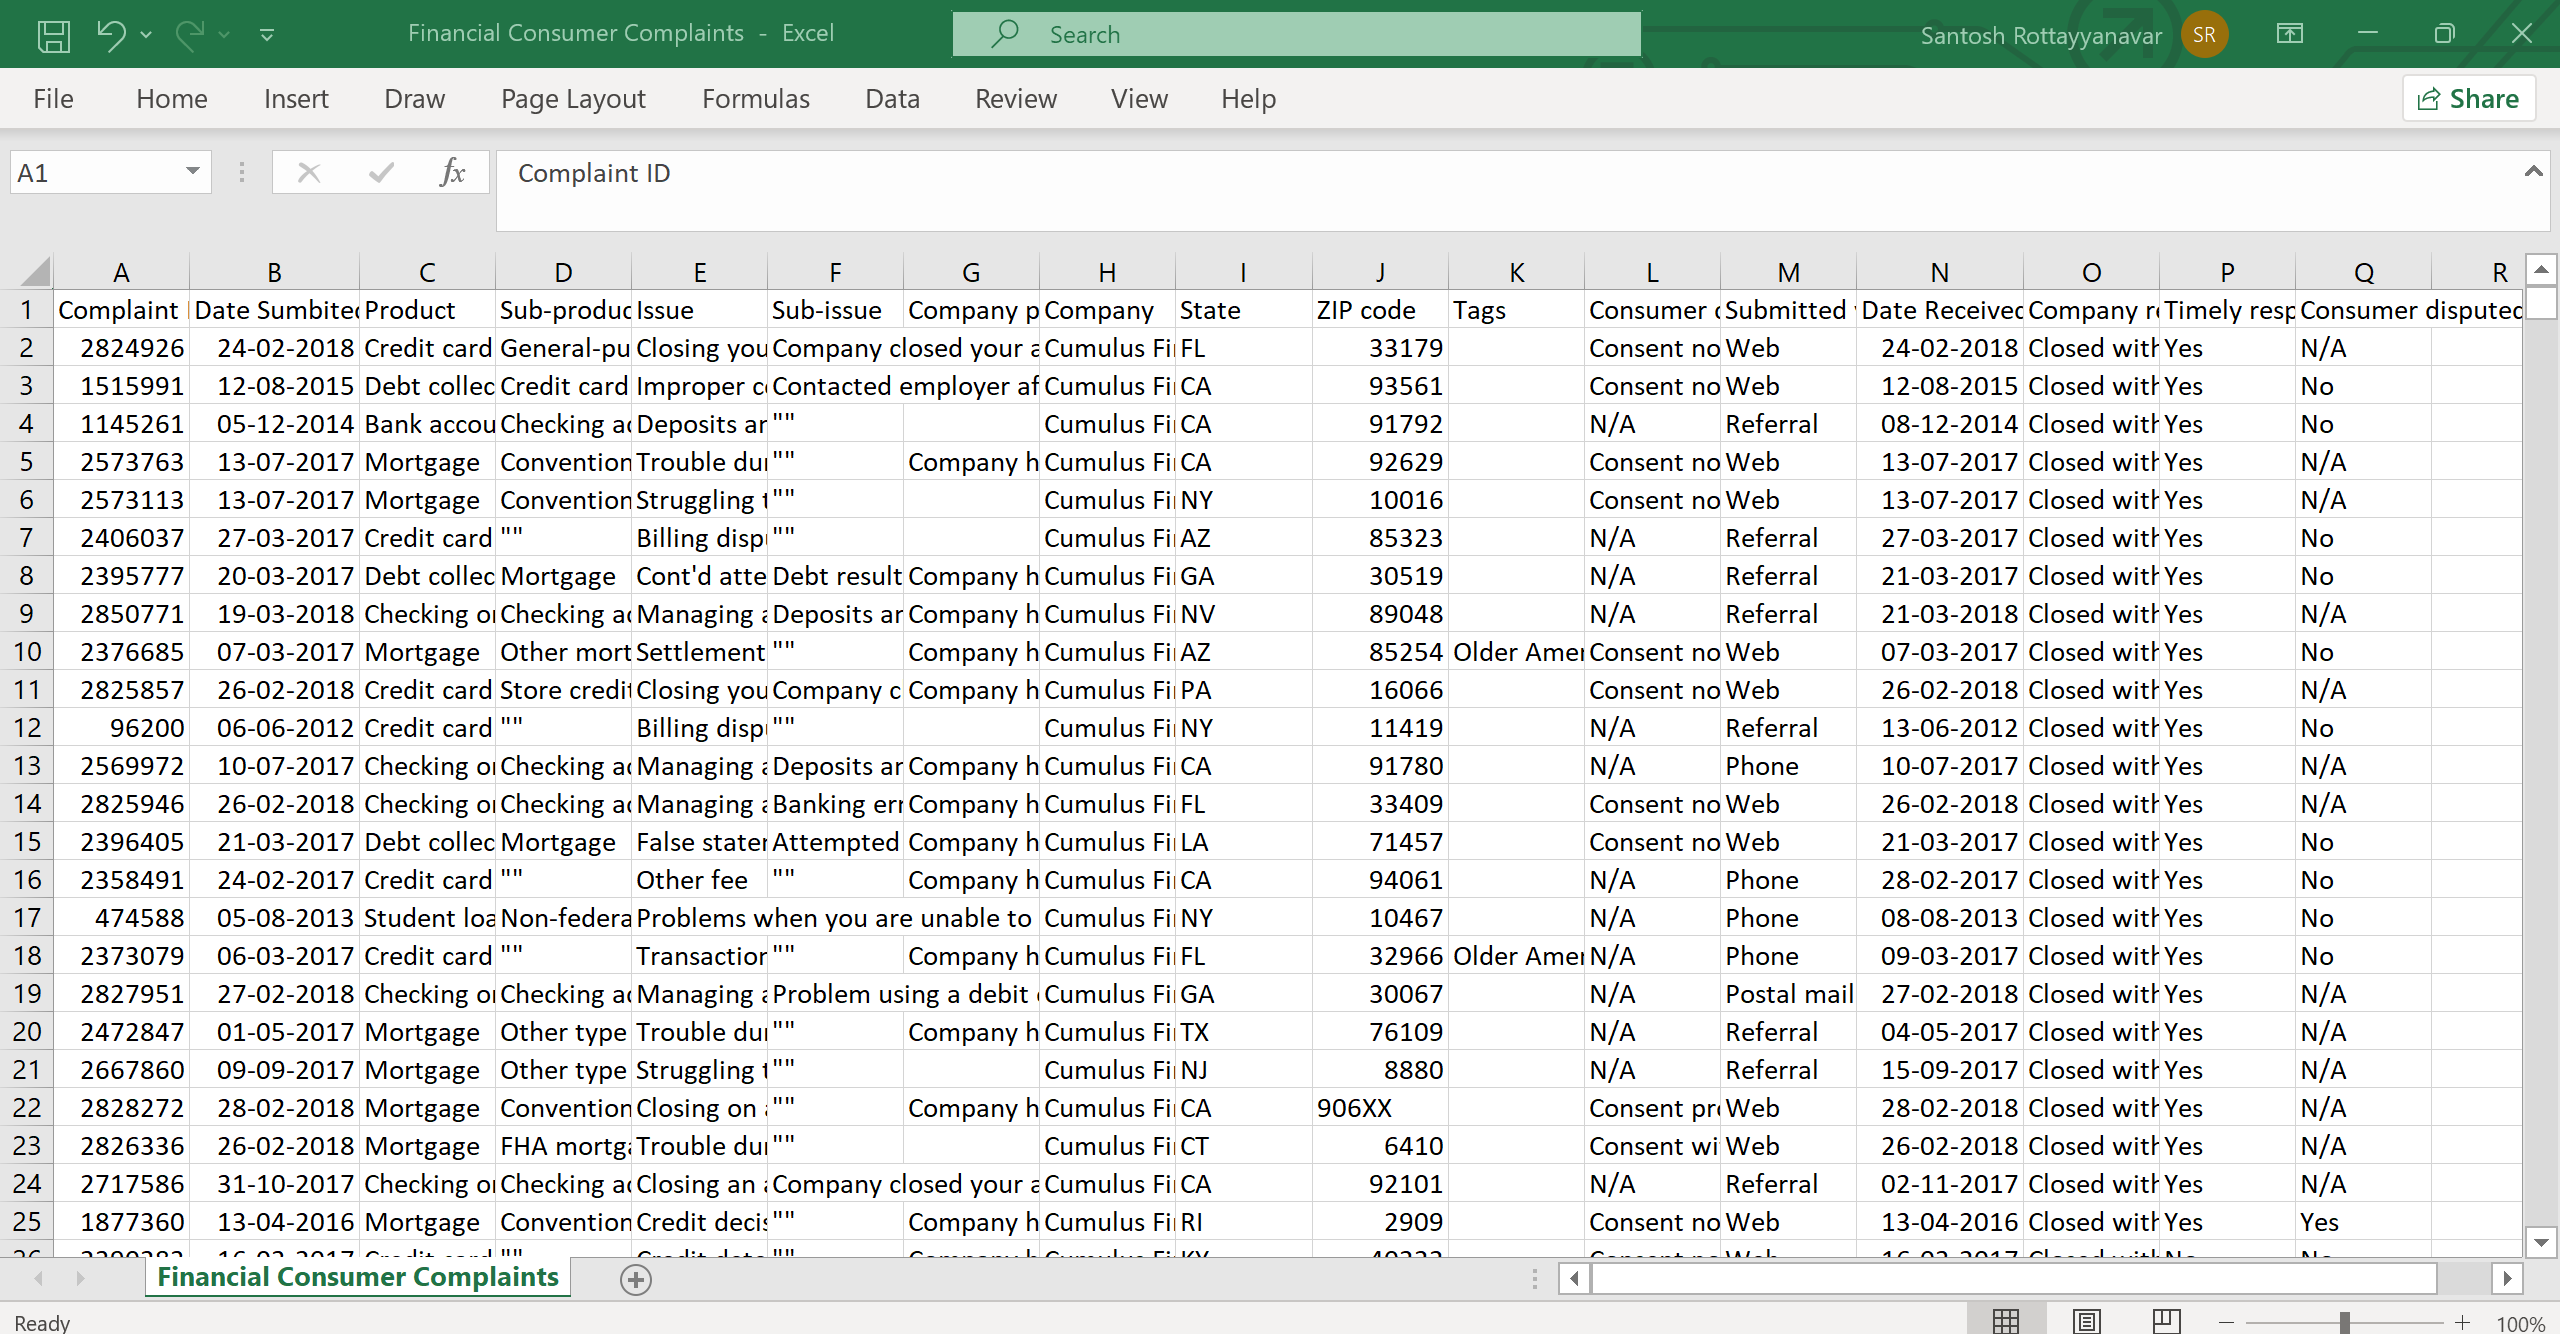 Financial Consumer Complaints - Excel
Search
Santosh Rottayyanavar SR
File Home Insert Draw Page Layout Formulas Data Review View Help Share
A1 fx Complaint ID
A B C D E F G H I J K L M N O P Q R
1 Complaint Date Sumbited Product Sub-produc Issue Sub-issue Company p Company State ZIP code Tags Consumer Submitted Date Received Company re Timely resp Consumer disputed
2 2824926 24-02-2018 Credit card General-pu Closing you Company closed your a Cumulus Fi FL 33179 Consent no Web 24-02-2018 Closed with Yes N/A
3 1515991 12-08-2015 Debt collec Credit card Improper co Contacted employer af Cumulus Fi CA 93561 Consent no Web 12-08-2015 Closed with Yes No
4 1145261 05-12-2014 Bank accou Checking ac Deposits an "" Cumulus Fi CA 91792 N/A Referral 08-12-2014 Closed with Yes No
5 2573763 13-07-2017 Mortgage Convention Trouble dur "" Company h Cumulus Fi CA 92629 Consent no Web 13-07-2017 Closed with Yes N/A
6 2573113 13-07-2017 Mortgage Convention Struggling t "" Cumulus Fi NY 10016 Consent no Web 13-07-2017 Closed with Yes N/A
7 2406037 27-03-2017 Credit card "" Billing disp "" Cumulus Fi AZ 85323 N/A Referral 27-03-2017 Closed with Yes No
8 2395777 20-03-2017 Debt collec Mortgage Cont'd atte Debt result Company h Cumulus Fi GA 30519 N/A Referral 21-03-2017 Closed with Yes No
9 2850771 19-03-2018 Checking or Checking ac Managing a Deposits an Company h Cumulus Fi NV 89048 N/A Referral 21-03-2018 Closed with Yes N/A
10 2376685 07-03-2017 Mortgage Other mort Settlement "" Company h Cumulus Fi AZ 85254 Older Amer Consent no Web 07-03-2017 Closed with Yes No
11 2825857 26-02-2018 Credit card Store credit Closing you Company c Company h Cumulus Fi PA 16066 Consent no Web 26-02-2018 Closed with Yes N/A
12 96200 06-06-2012 Credit card "" Billing disp "" Cumulus Fi NY 11419 N/A Referral 13-06-2012 Closed with Yes No
13 2569972 10-07-2017 Checking or Checking ac Managing a Deposits an Company h Cumulus Fi CA 91780 N/A Phone 10-07-2017 Closed with Yes N/A
14 2825946 26-02-2018 Checking or Checking ac Managing a Banking err Company h Cumulus Fi FL 33409 Consent no Web 26-02-2018 Closed with Yes N/A
15 2396405 21-03-2017 Debt collec Mortgage False stater Attempted Company h Cumulus Fi LA 71457 Consent no Web 21-03-2017 Closed with Yes No
16 2358491 24-02-2017 Credit card "" Other fee "" Company h Cumulus Fi CA 94061 N/A Phone 28-02-2017 Closed with Yes No
17 474588 05-08-2013 Student loa Non-federa Problems when you are unable to Cumulus Fi NY 10467 N/A Phone 08-08-2013 Closed with Yes No
18 2373079 06-03-2017 Credit card "" Transaction "" Company h Cumulus Fi FL 32966 Older Amer N/A Phone 09-03-2017 Closed with Yes No
19 2827951 27-02-2018 Checking or Checking ac Managing a Problem using a debit Cumulus Fi GA 30067 N/A Postal mail 27-02-2018 Closed with Yes N/A
20 2472847 01-05-2017 Mortgage Other type Trouble dur "" Company h Cumulus Fi TX 76109 N/A Referral 04-05-2017 Closed with Yes N/A
21 2667860 09-09-2017 Mortgage Other type Struggling t "" Cumulus Fi NJ 8880 N/A Referral 15-09-2017 Closed with Yes N/A
22 2828272 28-02-2018 Mortgage Convention Closing on a "" Company h Cumulus Fi CA 906XX Consent pro Web 28-02-2018 Closed with Yes N/A
23 2826336 26-02-2018 Mortgage FHA mortga Trouble dur "" Cumulus Fi CT 6410 Consent wi Web 26-02-2018 Closed with Yes N/A
24 2717586 31-10-2017 Checking or Checking ac Closing an a Company closed your a Cumulus Fi CA 92101 N/A Referral 02-11-2017 Closed with Yes N/A
25 1877360 13-04-2016 Mortgage Convention Credit decis "" Company h Cumulus Fi RI 2909 Consent no Web 13-04-2016 Closed with Yes Yes
Financial Consumer Complaints
Ready 100%